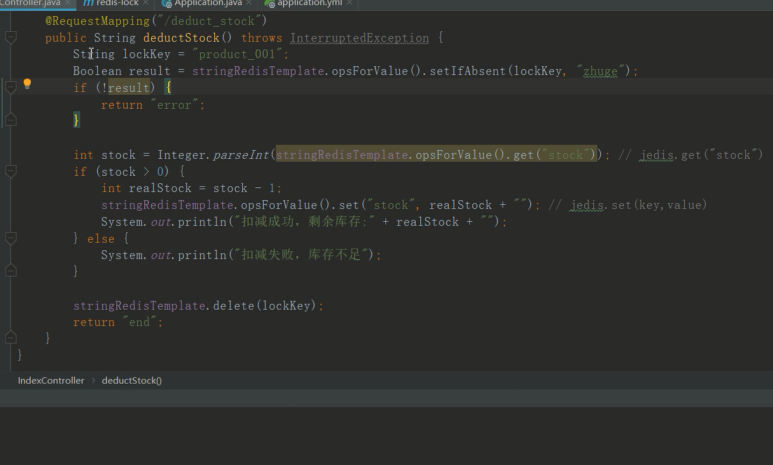 Controller.java × redis-lock × Application.java × application.yml ×
@RequestMapping("/deduct_stock")
public String deductStock() throws InterruptedException {
String lockKey = "product_001";
Boolean result = stringRedisTemplate.opsForValue().setIfAbsent(lockKey, "zhuge");
if (!result) {
return "error";
}
int stock = Integer.parseInt(stringRedisTemplate.opsForValue().get("stock")); // jedis.get("stock")
if (stock > 0) {
int realStock = stock - 1;
stringRedisTemplate.opsForValue().set("stock", realStock + ""); // jedis.set(key,value)
System.out.println("扣减成功，剩余库存:" + realStock + "");
} else {
System.out.println("扣减失败，库存不足");
}
stringRedisTemplate.delete(lockKey);
return "end";
}
}
IndexController > deductStock()